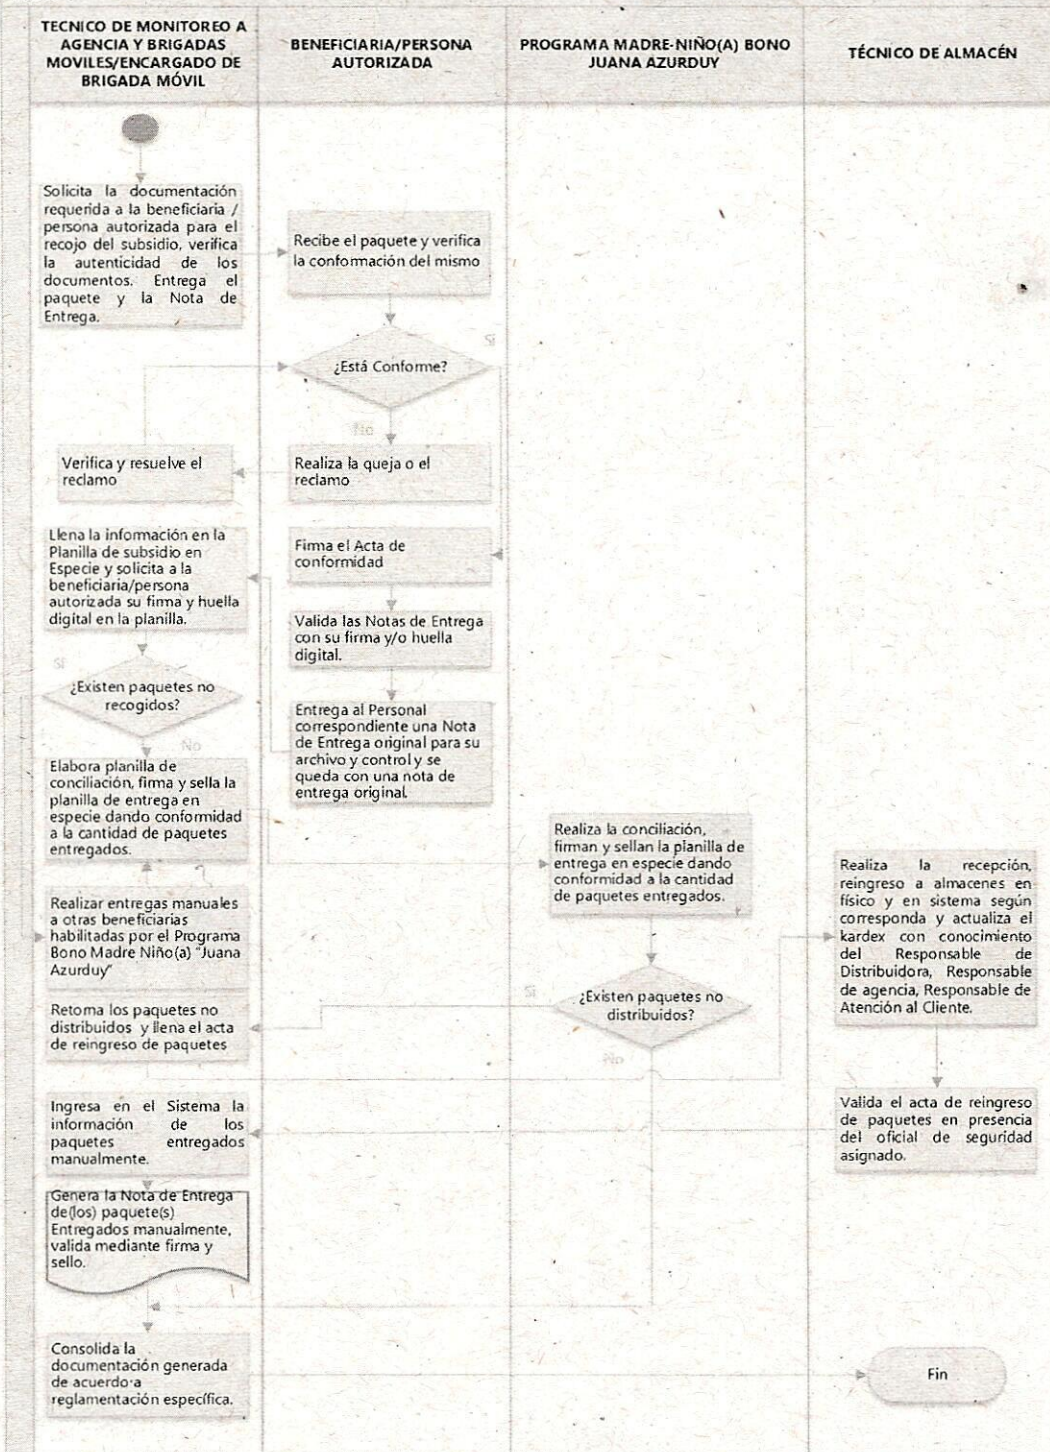 TECNICO DE MONITOREO A
AGENCIA Y BRIGADAS
MOVILES/ENCARGADO DE
BRIGADA MÓVIL
BENEFICIARIA/PERSONA
AUTORIZADA
PROGRAMA MADRE-NIÑO(A) BONO
JUANA AZURDUY
TÉCNICO DE ALMACÉN
Solicita la documentación
requerida a la beneficiaria /
persona autorizada para el
recojo del subsidio, verifica
la autenticidad de los
documentos. Entrega el
paquete y la Nota de
Entrega.
Recibe el paquete y verifica
la conformación del mismo
Si
¿Está Conforme?
No
Verifica y resuelve el
reclamo
Realiza la queja o el
reclamo
Llena la información en la
Planilla de subsidio en
Especie y solicita a la
beneficiaria/persona
autorizada su firma y huella
digital en la planilla.
Firma el Acta de
conformidad
Valida las Notas de Entrega
con su firma y/o huella
digital.
Si
¿Existen paquetes no
recogidos?
No
Entrega al Personal
correspondiente una Nota
de Entrega original para su
archivo y control y se
queda con una nota de
entrega original.
Elabora planilla de
conciliación, firma y sella la
planilla de entrega en
especie dando conformidad
a la cantidad de paquetes
entregados.
Realiza la conciliación,
firman y sellan la planilla de
entrega en especie dando
conformidad a la cantidad
de paquetes entregados.
Realiza la recepción,
reingreso a almacenes en
físico y en sistema según
corresponda y actualiza el
kardex con conocimiento
del Responsable de
Distribuidora, Responsable
de agencia, Responsable de
Atención al Cliente.
Realizar entregas manuales
a otras beneficiarias
habilitadas por el Programa
Bono Madre Niño(a) "Juana
Azurduy"
Si
¿Existen paquetes no
distribuidos?
No
Retoma los paquetes no
distribuidos y llena el acta
de reingreso de paquetes
Ingresa en el Sistema la
información de los
paquetes entregados
manualmente.
Valida el acta de reingreso
de paquetes en presencia
del oficial de seguridad
asignado.
Genera la Nota de Entrega
de(los) paquete(s)
Entregados manualmente,
valida mediante firma y
sello.
Consolida la
documentación generada
de acuerdo a
reglamentación específica.
Fin